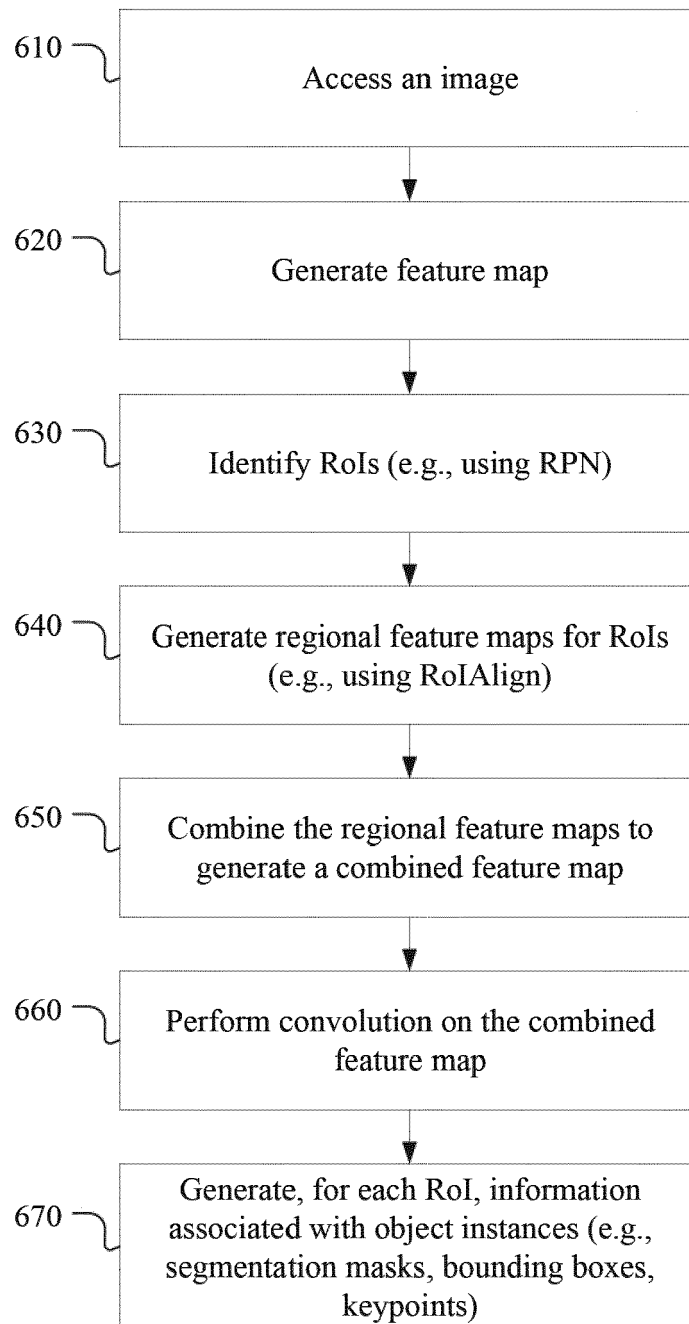 610
Access an image
620
Generate feature map
630
Identify RoIs (e.g., using RPN)
640
Generate regional feature maps for RoIs
(e.g., using RoIAlign)
650
Combine the regional feature maps to
generate a combined feature map
660
Perform convolution on the combined
feature map
670
Generate, for each RoI, information
associated with object instances (e.g.,
segmentation masks, bounding boxes,
keypoints)